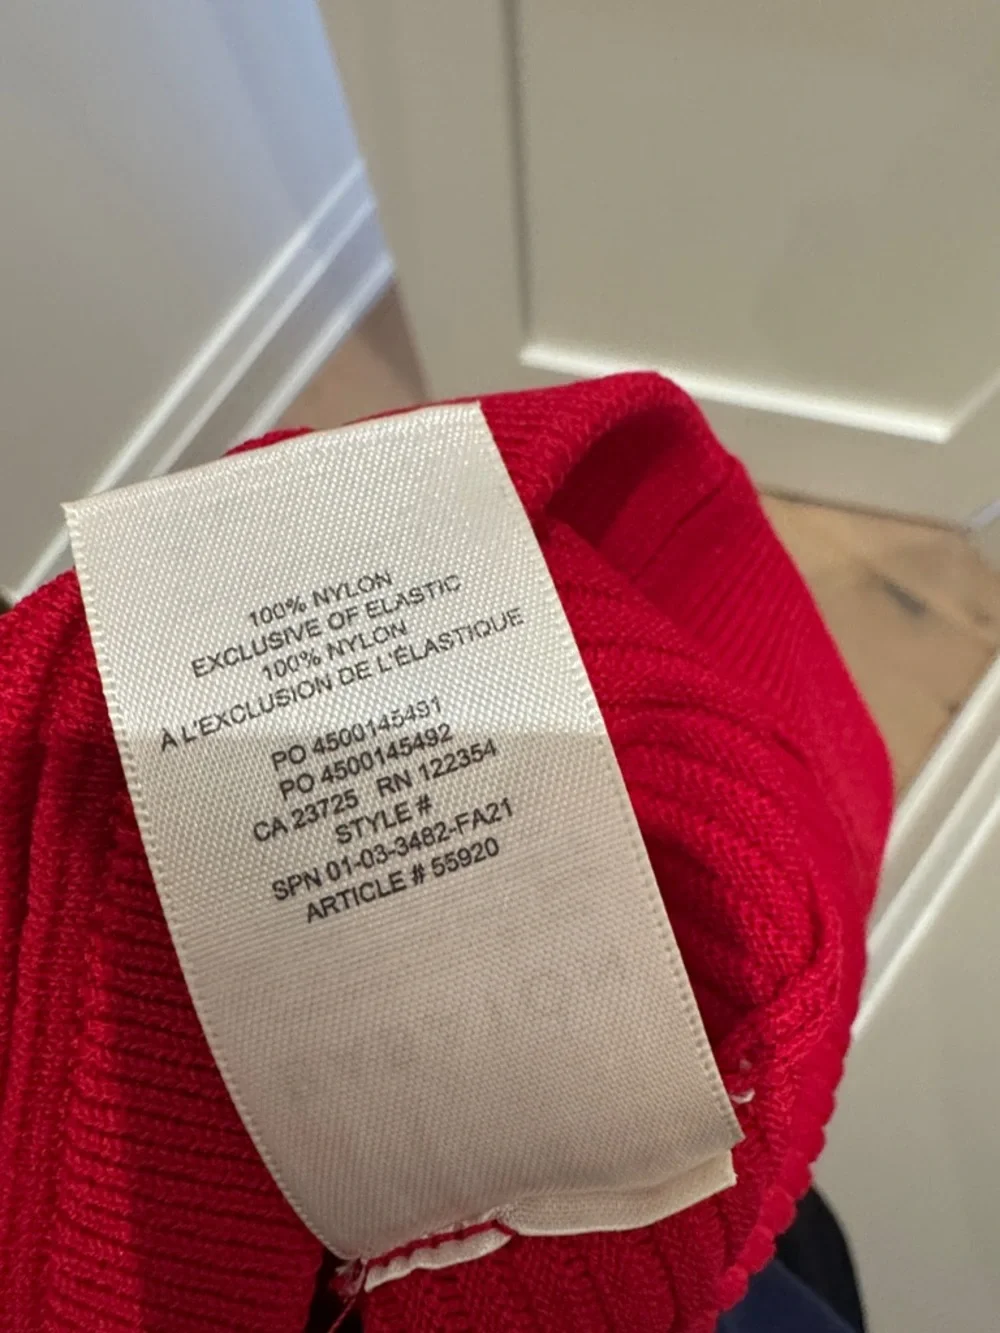 100% NYLON
EXCLUSIVE OF ELASTIC
100% NYLON
À L'EXCLUSION DE L'ÉLASTIQUE
PO 4500145491
PO 4500145492
CA 23725 RN 122354
STYLE #
SPN 01-03-3482-FA21
ARTICLE # 55920